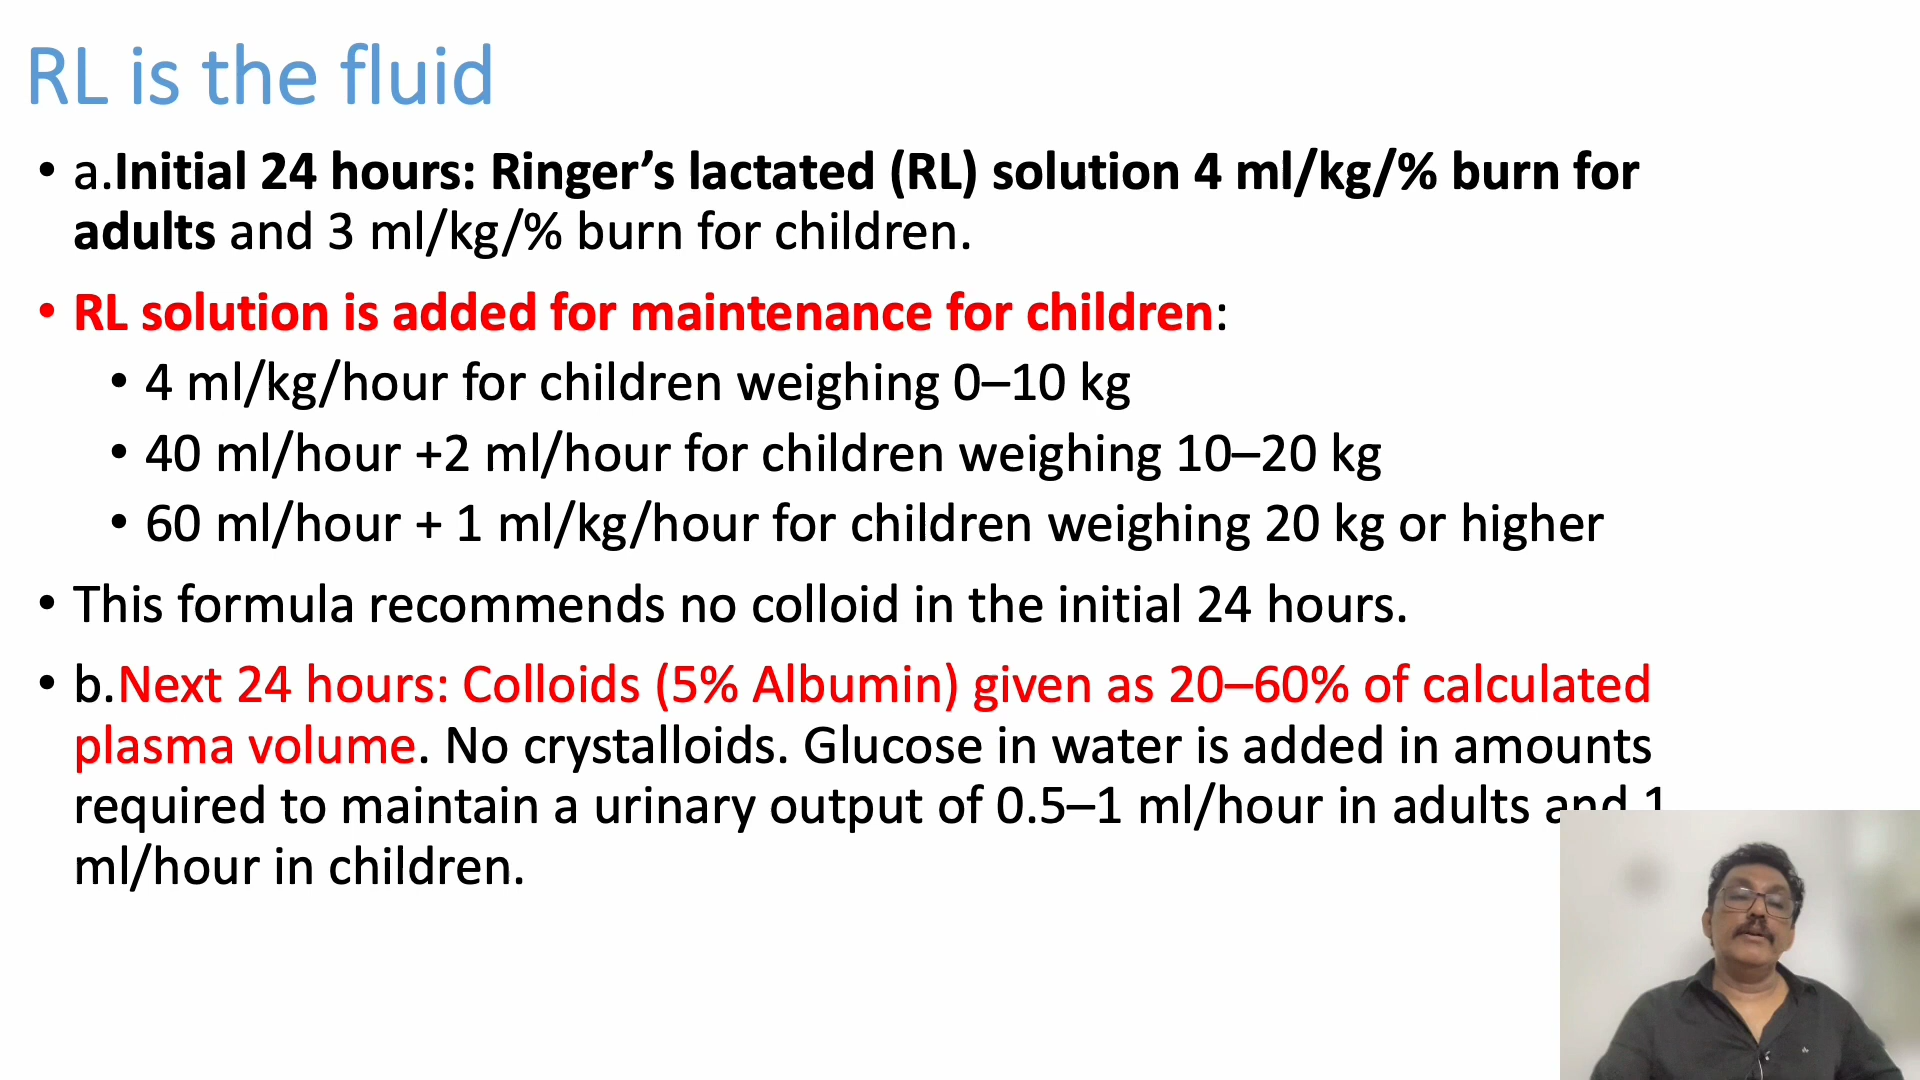 RL is the fluid
• a.Initial 24 hours: Ringer’s lactated (RL) solution 4 ml/kg/% burn for
adults and 3 ml/kg/% burn for children.
• RL solution is added for maintenance for children:
• 4 ml/kg/hour for children weighing 0–10 kg
• 40 ml/hour +2 ml/hour for children weighing 10–20 kg
• 60 ml/hour + 1 ml/kg/hour for children weighing 20 kg or higher
• This formula recommends no colloid in the initial 24 hours.
• b.Next 24 hours: Colloids (5% Albumin) given as 20–60% of calculated
plasma volume. No crystalloids. Glucose in water is added in amounts
required to maintain a urinary output of 0.5–1 ml/hour in adults and 1
ml/hour in children.